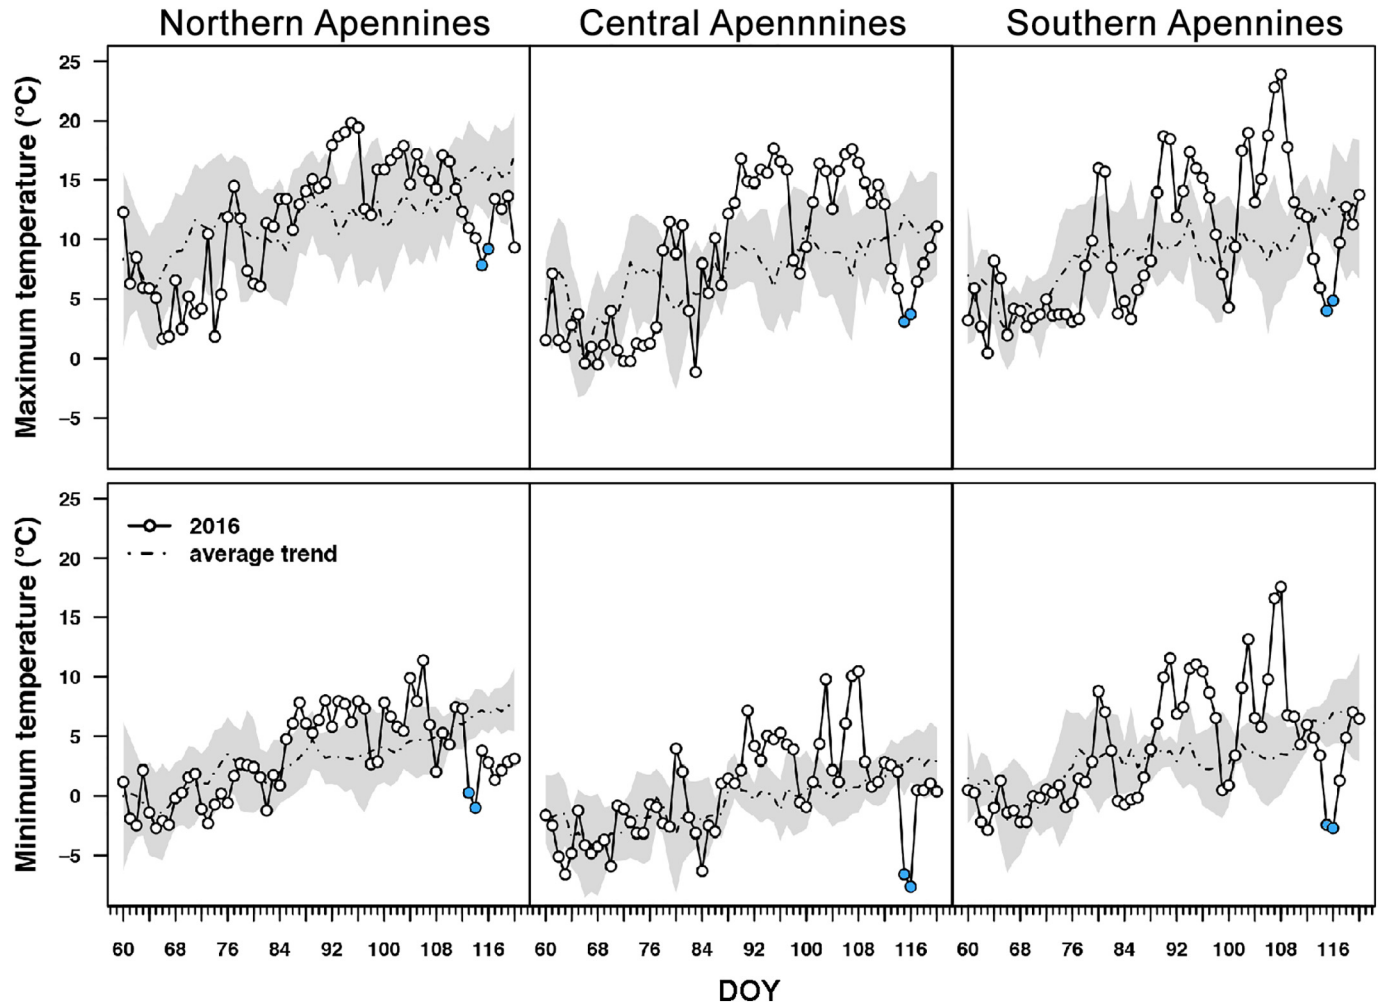 Northern Apennines Central Apennnines Southern Apennines
Maximum temperature (°C)
25
20
15
10
5
0
−5
Minimum temperature (°C)
25
20
15
10
5
0
−5
2016
average trend
60 68 76 84 92 100 108 116 60 68 76 84 92 100 108 116 60 68 76 84 92 100 108 116
DOY